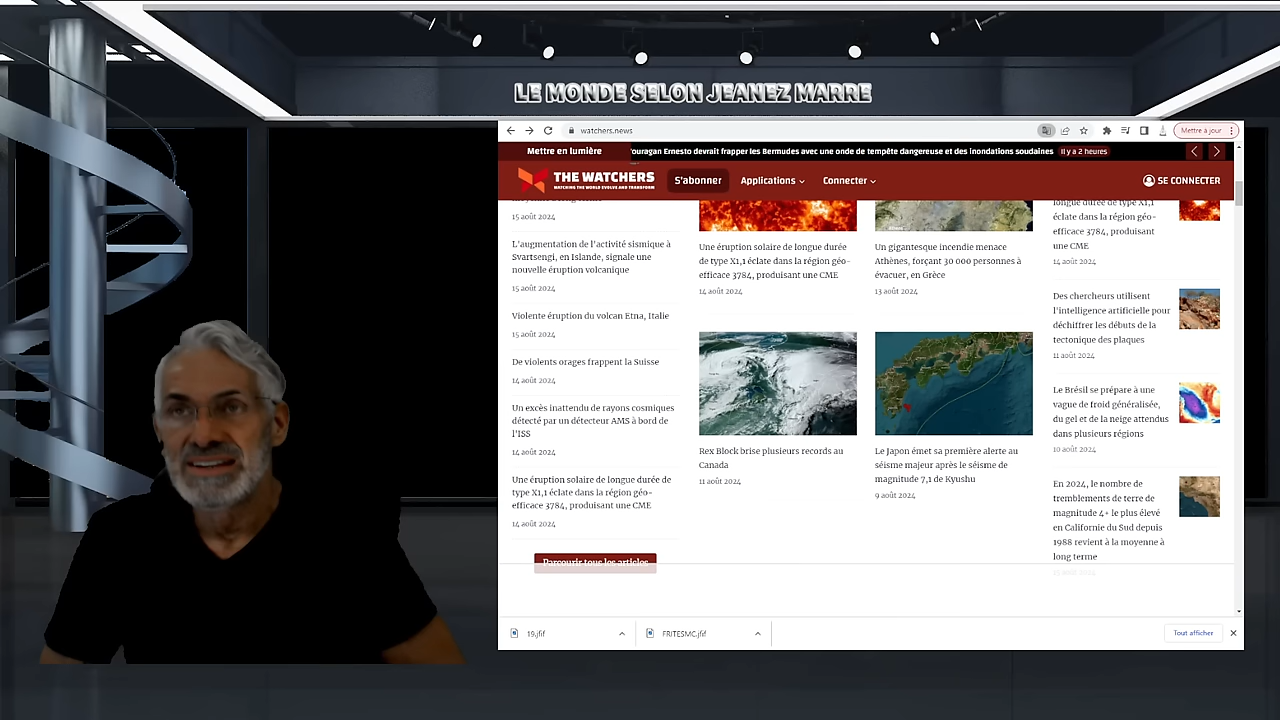 LE MONDE SELON JEANEZ MARRE
watchers.news
Mettre à jour
Mettre en lumière
'ouragan Ernesto devrait frapper les Bermudes avec une onde de tempête dangereuse et des inondations soudaines
Il y a 2 heures
THE WATCHERS
WATCHING THE WORLD EVOLVE AND TRANSFORM
S'abonner
Applications
Connecter
SE CONNECTER
15 août 2024
L'augmentation de l'activité sismique à
Svartsengi, en Islande, signale une
nouvelle éruption volcanique
15 août 2024
Violente éruption du volcan Etna, Italie
15 août 2024
De violents orages frappent la Suisse
14 août 2024
Un excès inattendu de rayons cosmiques
détecté par un détecteur AMS à bord de
l'ISS
14 août 2024
Une éruption solaire de longue durée de
type X1,1 éclate dans la région géo-
efficace 3784, produisant une CME
14 août 2024
Parcourir tous les articles
Une éruption solaire de longue durée
de type X1,1 éclate dans la région géo-
efficace 3784, produisant une CME
14 août 2024
Un gigantesque incendie menace
Athènes, forçant 30 000 personnes à
évacuer, en Grèce
13 août 2024
Rex Block brise plusieurs records au
Canada
11 août 2024
Le Japon émet sa première alerte au
séisme majeur après le séisme de
magnitude 7,1 de Kyushu
9 août 2024
longue durée de type X1,1
éclate dans la région géo-
efficace 3784, produisant
une CME
14 août 2024
Des chercheurs utilisent
l'intelligence artificielle pour
déchiffrer les débuts de la
tectonique des plaques
11 août 2024
Le Brésil se prépare à une
vague de froid généralisée,
du gel et de la neige attendus
dans plusieurs régions
10 août 2024
En 2024, le nombre de
tremblements de terre de
magnitude 4+ le plus élevé
en Californie du Sud depuis
1988 revient à la moyenne à
long terme
19.jfif
FRITESMC.jfif
Tout afficher